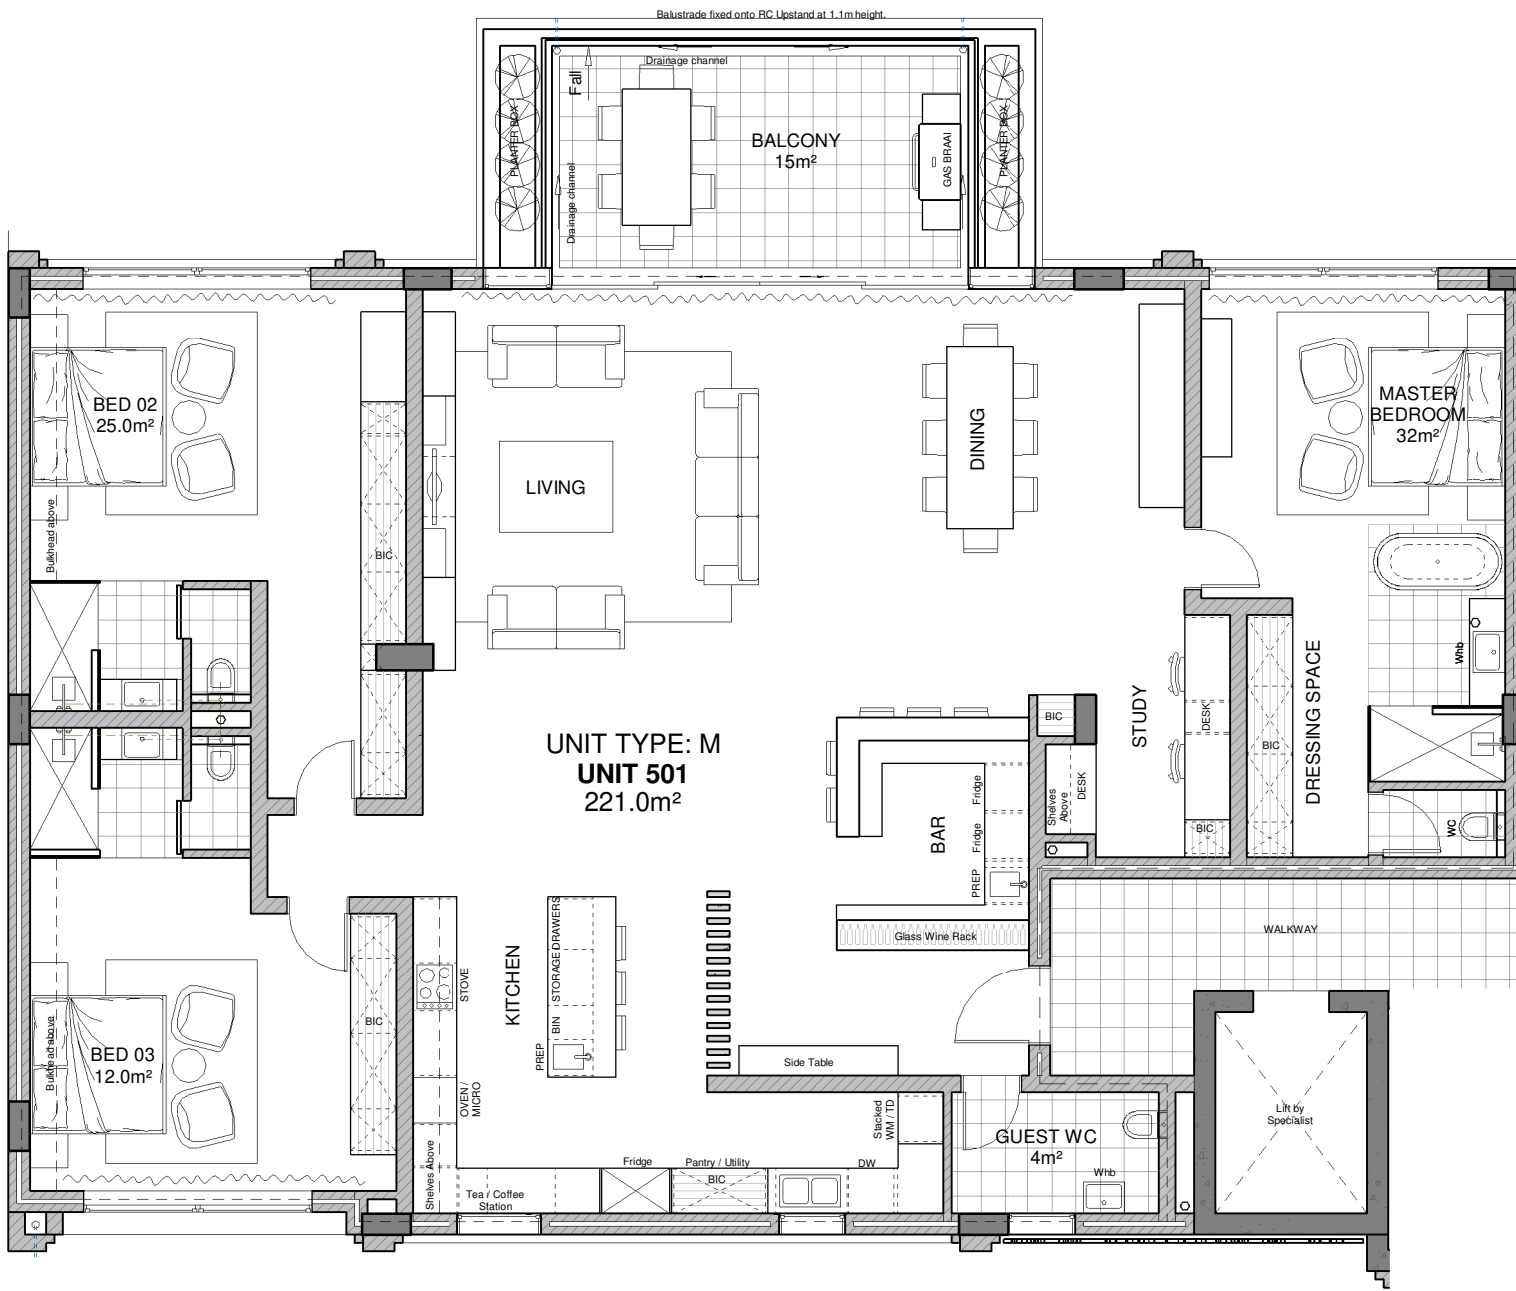 Balustrade fixed onto RC Upstand at 1.1m height.
Drainage channel
Fall
PLANTER BOX
BALCONY
15m²
GAS BRAAI
PLANTER BOX
Drainage channel
BED 02
25.0m²
Bulkhead above
BIC
LIVING
DINING
MASTER
BEDROOM
32m²
Whb
UNIT TYPE: M
UNIT 501
221.0m²
BIC
DESK
Shelves
Above
STUDY
DESK
BIC
BIC
DRESSING SPACE
WC
Fridge
Fridge
BAR
PREP
Glass Wine Rack
WALKWAY
KITCHEN
STOVE
STORAGE DRAWERS
BIN
PREP
OVEN /
MICRO
Side Table
BED 03
12.0m²
Bulkhead above
BIC
Shelves Above
Tea / Coffee
Station
Fridge
Pantry / Utility
BIC
DW
Stacked
WM / TD
GUEST WC
4m²
Whb
Lift by
Specialist